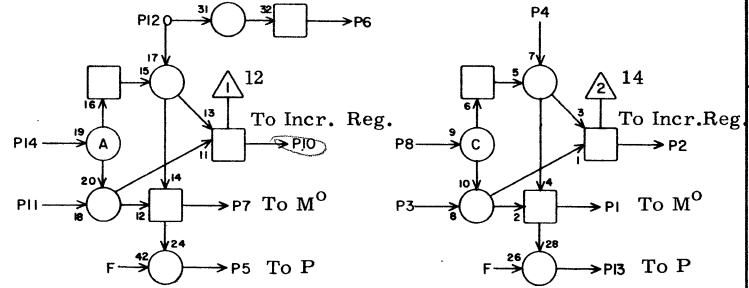 P4
P12 31 32 P6
17 7
15 1 12 5 2 14
16 13 6 3
To Incr. Reg. To Incr.Reg.
P14 19 A P10 P8 9 C P2
11 1
20 14 10 4
P11 18 12 P7 To M⁰ P3 8 2 P1 To M⁰
24 28
F 42 P5 To P F 26 P13 To P